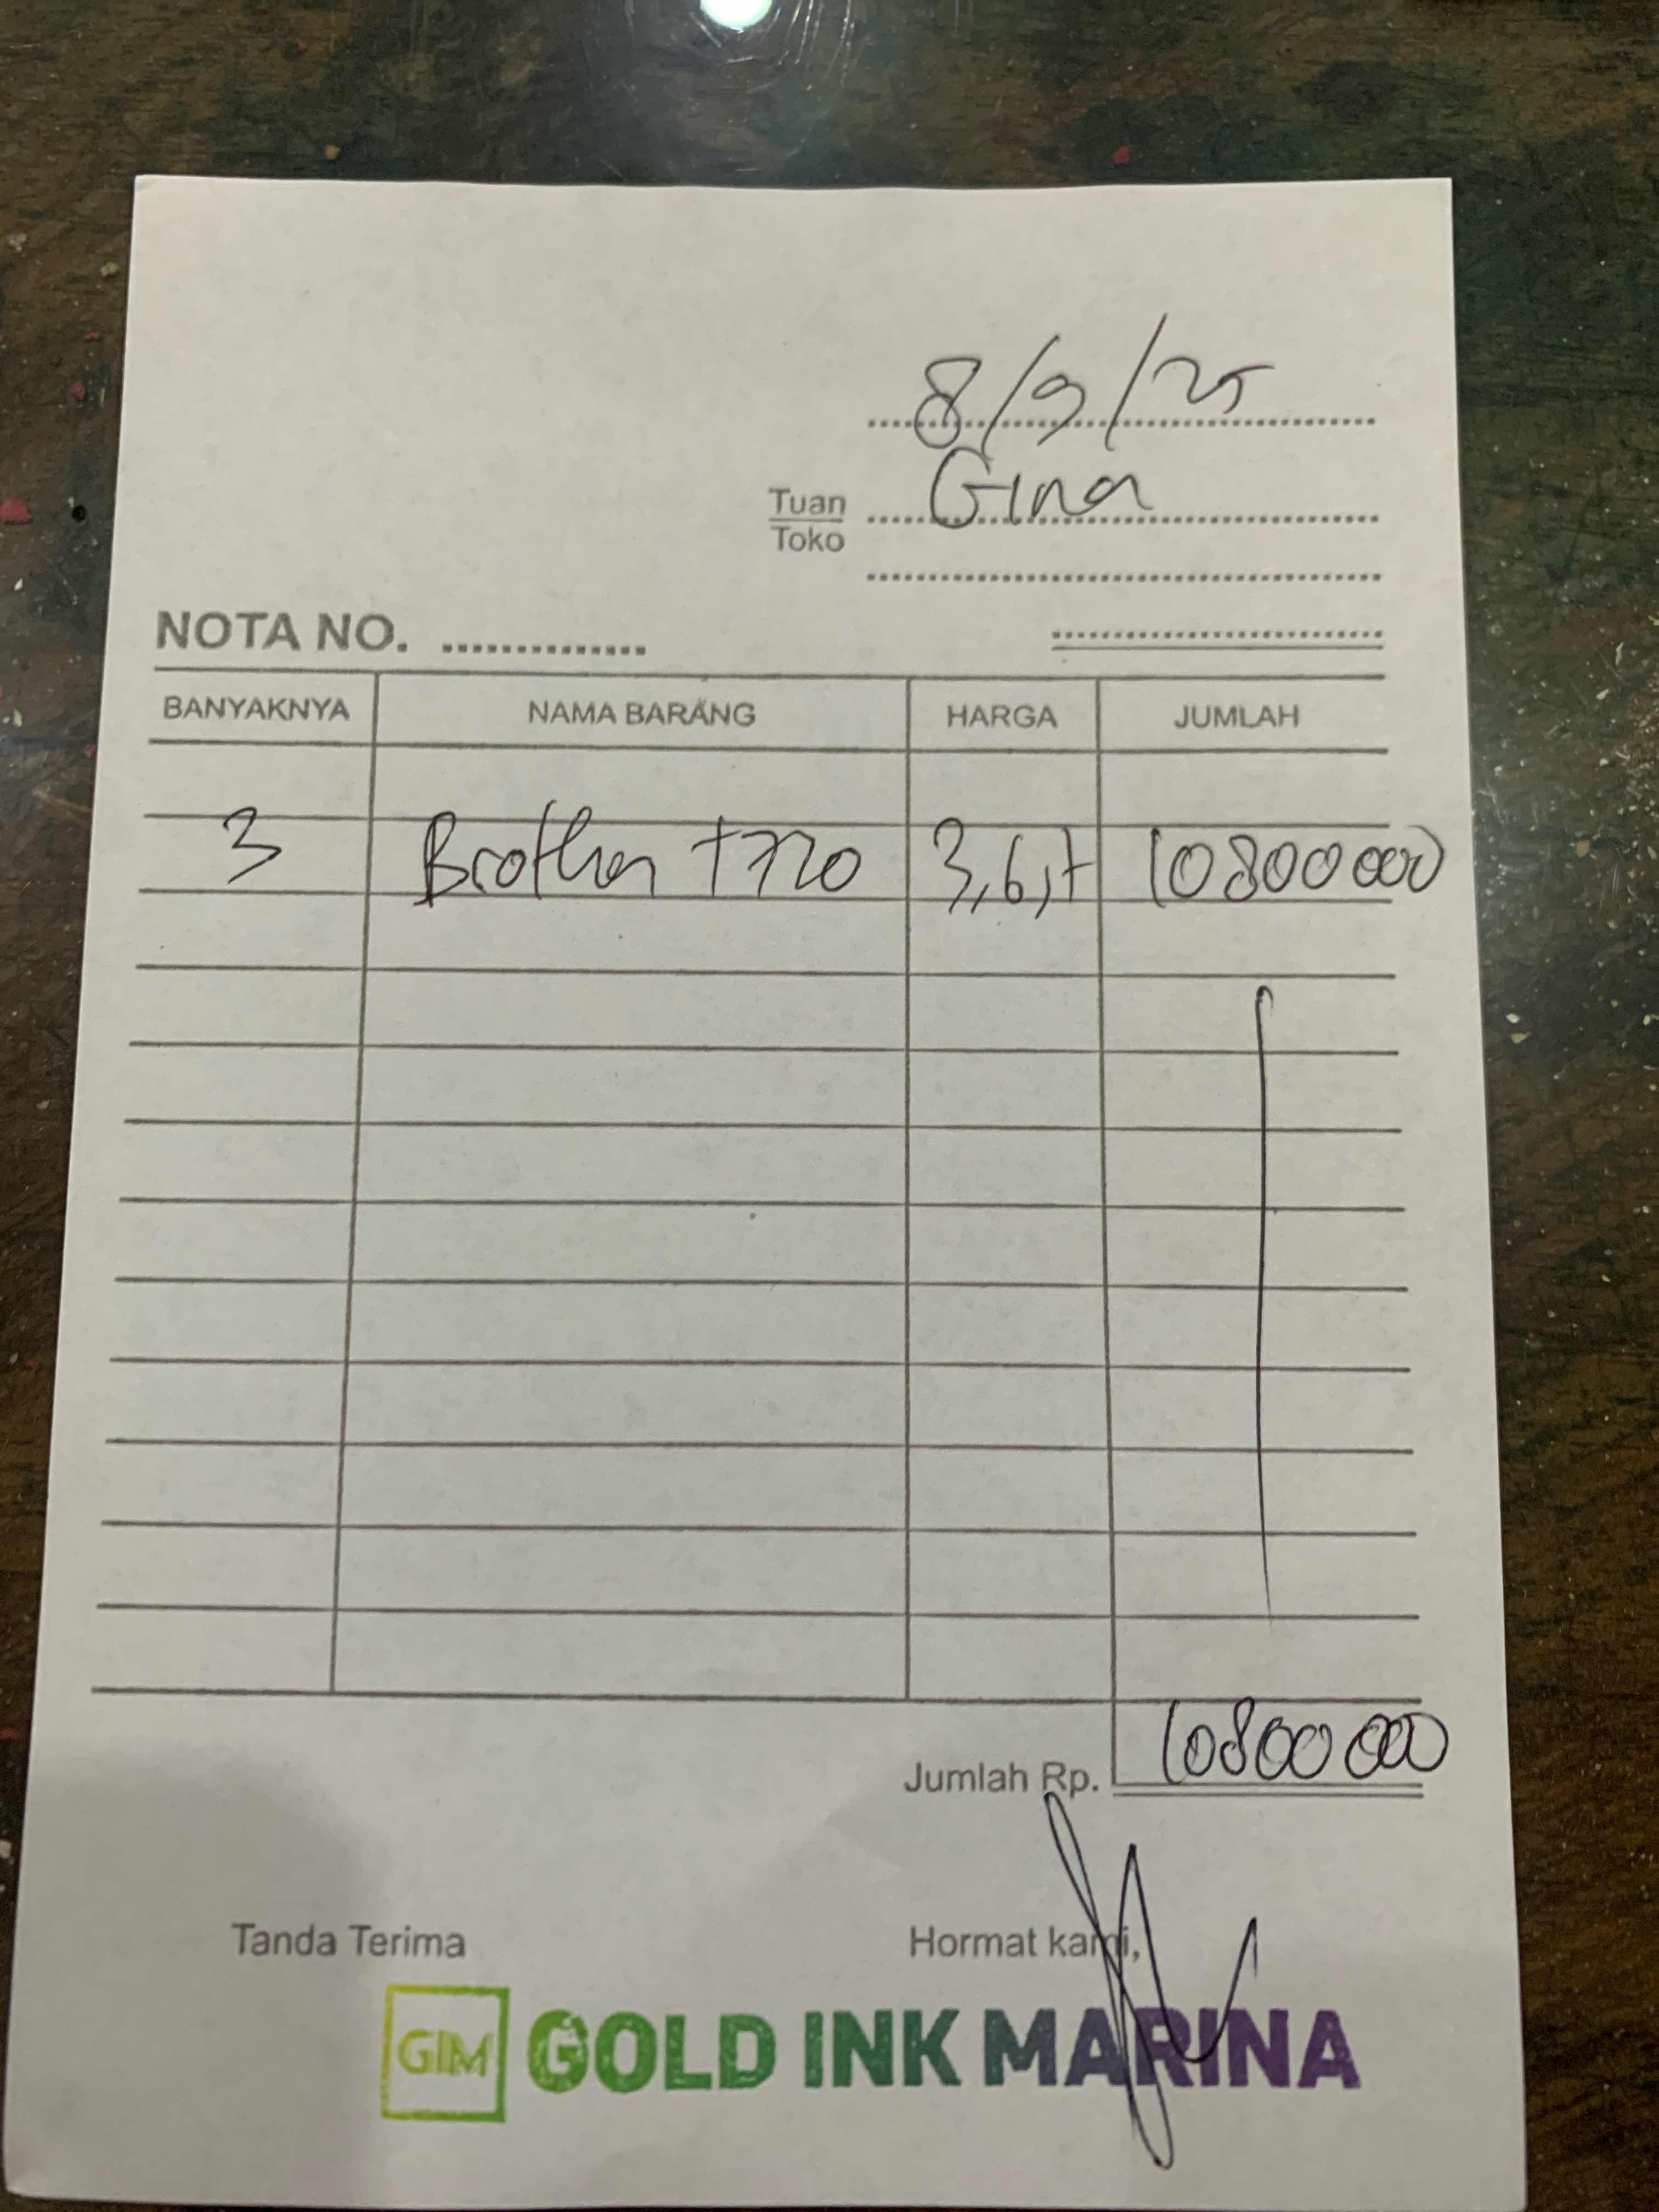 8/9/25
Tuan Gina
Toko
NOTA NO. ...............
BANYAKNYA NAMA BARANG HARGA JUMLAH
3 Brother T720 3,6,+ 10800000
Jumlah Rp. 10800000
Tanda Terima Hormat kami,
GIM GOLD INK MARINA